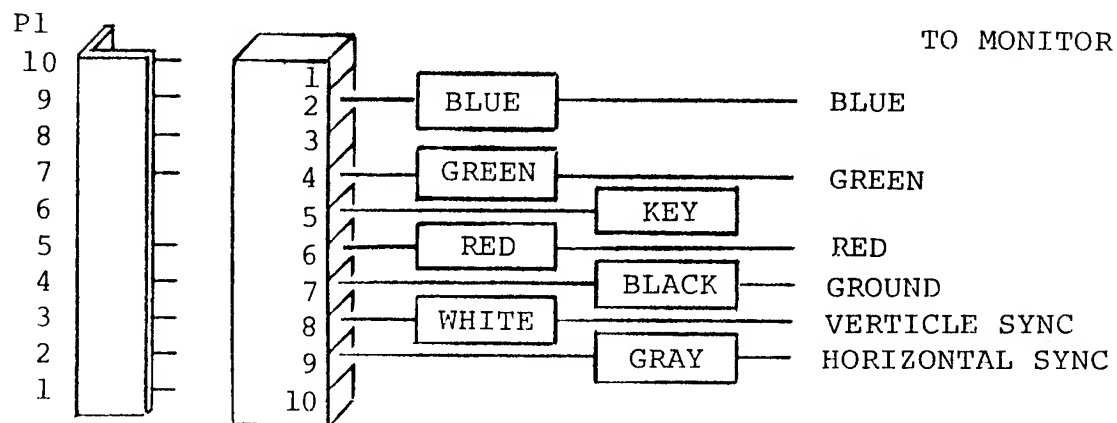 P1
TO MONITOR
10
9
8
7
6
5
4
3
2
1
1
2 BLUE BLUE
3
4 GREEN GREEN
5 KEY
6 RED RED
7 BLACK GROUND
8 WHITE VERTICLE SYNC
9 GRAY HORIZONTAL SYNC
10